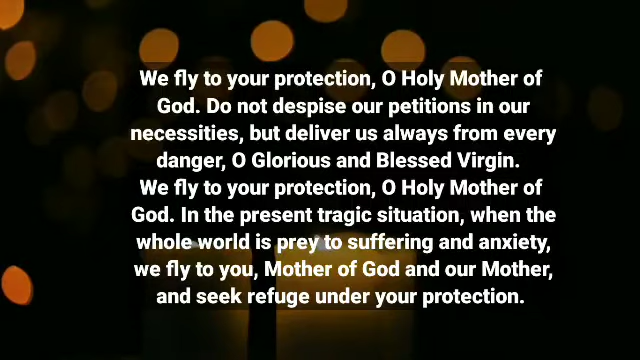 We fly to your protection, O Holy Mother of
God. Do not despise our petitions in our
necessities, but deliver us always from every
danger, O Glorious and Blessed Virgin.
We fly to your protection, O Holy Mother of
God. In the present tragic situation, when the
whole world is prey to suffering and anxiety,
we fly to you, Mother of God and our Mother,
and seek refuge under your protection.